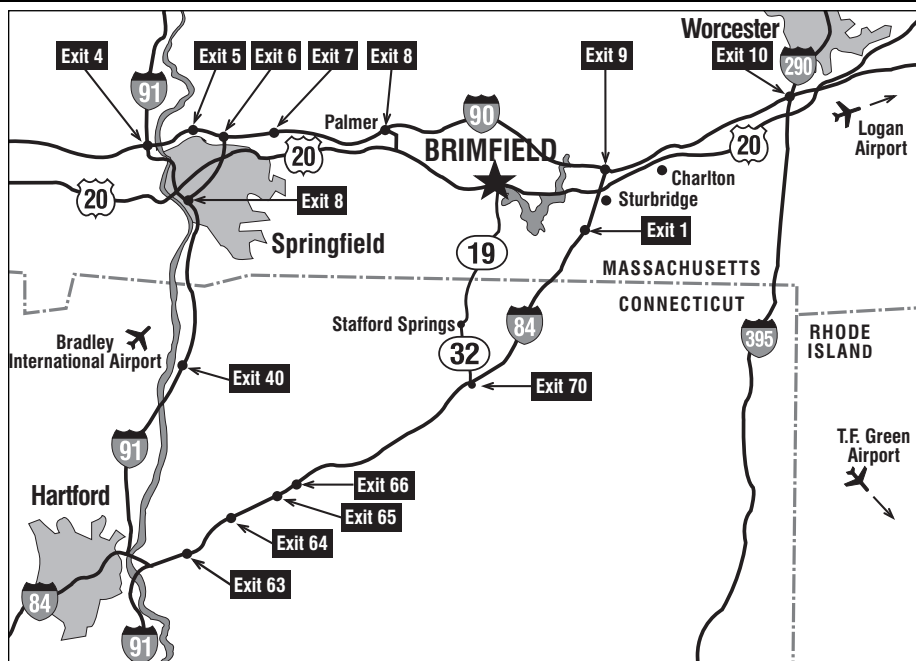 Worcester
Exit 4
Exit 5
Exit 6
Exit 7
Exit 8
Exit 9
Exit 10
290
91
90
Palmer
Logan
Airport
20
BRIMFIELD
20
Charlton
20
Exit 8
Sturbridge
Springfield
Exit 1
19
MASSACHUSETTS
CONNECTICUT
Stafford Springs
84
Bradley
International Airport
395
RHODE
ISLAND
32
Exit 40
Exit 70
91
T.F. Green
Airport
Hartford
Exit 66
Exit 65
Exit 64
Exit 63
84
91